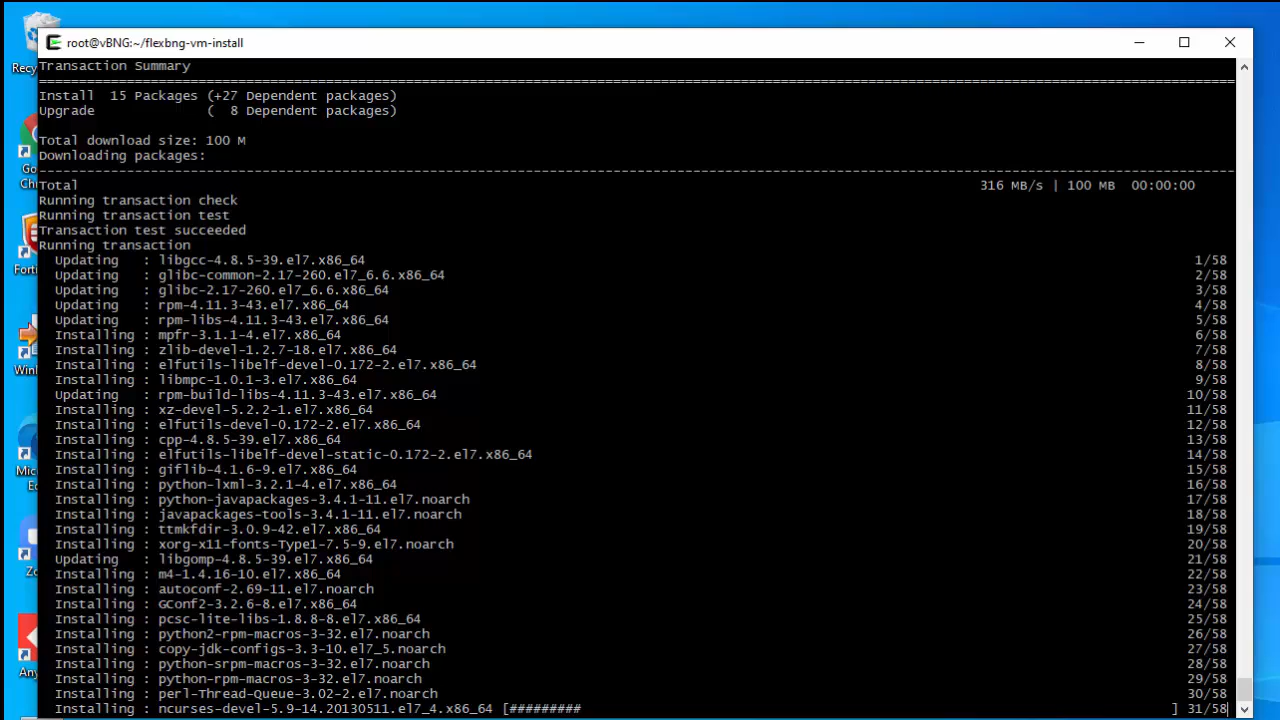 root@vBNG:~/flexbng-vm-install
Recy
Go
Ch
Fort
Win
Mic
Ed
Zo
Any
Transaction Summary
Install  15 Packages (+27 Dependent packages)
Upgrade              (  8 Dependent packages)
Total download size: 100 M
Downloading packages:
Total 316 MB/s | 100 MB  00:00:00
Running transaction check
Running transaction test
Transaction test succeeded
Running transaction
Updating   : libgcc-4.8.5-39.el7.x86_64 1/58
Updating   : glibc-common-2.17-260.el7_6.6.x86_64 2/58
Updating   : glibc-2.17-260.el7_6.6.x86_64 3/58
Updating   : rpm-4.11.3-43.el7.x86_64 4/58
Updating   : rpm-libs-4.11.3-43.el7.x86_64 5/58
Installing : mpfr-3.1.1-4.el7.x86_64 6/58
Installing : zlib-devel-1.2.7-18.el7.x86_64 7/58
Installing : elfutils-libelf-devel-0.172-2.el7.x86_64 8/58
Installing : libmpc-1.0.1-3.el7.x86_64 9/58
Updating   : rpm-build-libs-4.11.3-43.el7.x86_64 10/58
Installing : xz-devel-5.2.2-1.el7.x86_64 11/58
Installing : elfutils-devel-0.172-2.el7.x86_64 12/58
Installing : cpp-4.8.5-39.el7.x86_64 13/58
Installing : elfutils-libelf-devel-static-0.172-2.el7.x86_64 14/58
Installing : giflib-4.1.6-9.el7.x86_64 15/58
Installing : python-lxml-3.2.1-4.el7.x86_64 16/58
Installing : python-javapackages-3.4.1-11.el7.noarch 17/58
Installing : javapackages-tools-3.4.1-11.el7.noarch 18/58
Installing : ttmkfdir-3.0.9-42.el7.x86_64 19/58
Installing : xorg-x11-fonts-Type1-7.5-9.el7.noarch 20/58
Updating   : libgomp-4.8.5-39.el7.x86_64 21/58
Installing : m4-1.4.16-10.el7.x86_64 22/58
Installing : autoconf-2.69-11.el7.noarch 23/58
Installing : GConf2-3.2.6-8.el7.x86_64 24/58
Installing : pcsc-lite-libs-1.8.8-8.el7.x86_64 25/58
Installing : python2-rpm-macros-3-32.el7.noarch 26/58
Installing : copy-jdk-configs-3.3-10.el7_5.noarch 27/58
Installing : python-srpm-macros-3-32.el7.noarch 28/58
Installing : python-rpm-macros-3-32.el7.noarch 29/58
Installing : perl-Thread-Queue-3.02-2.el7.noarch 30/58
Installing : ncurses-devel-5.9-14.20130511.el7_4.x86_64 [######### ] 31/58